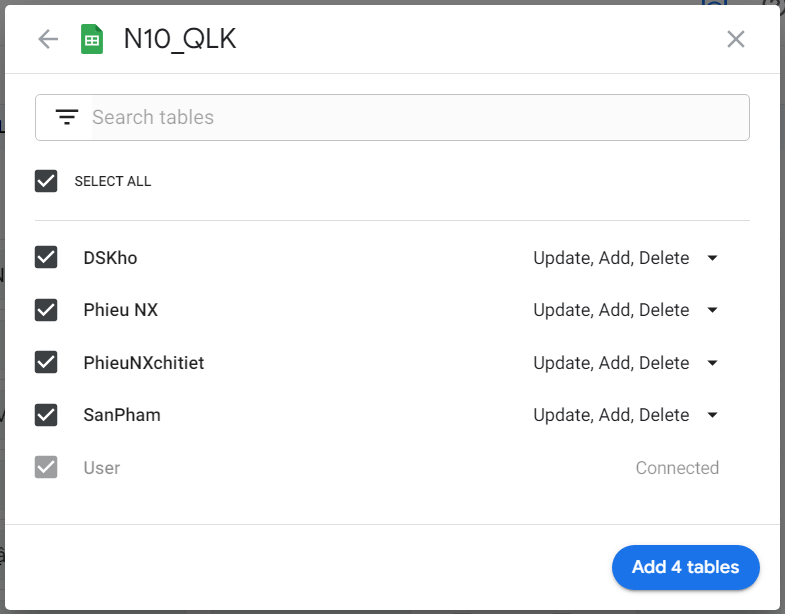 N10_QLK
Search tables
SELECT ALL
DSKho Update, Add, Delete
Phieu NX Update, Add, Delete
PhieuNXchitiet Update, Add, Delete
SanPham Update, Add, Delete
User Connected
Add 4 tables